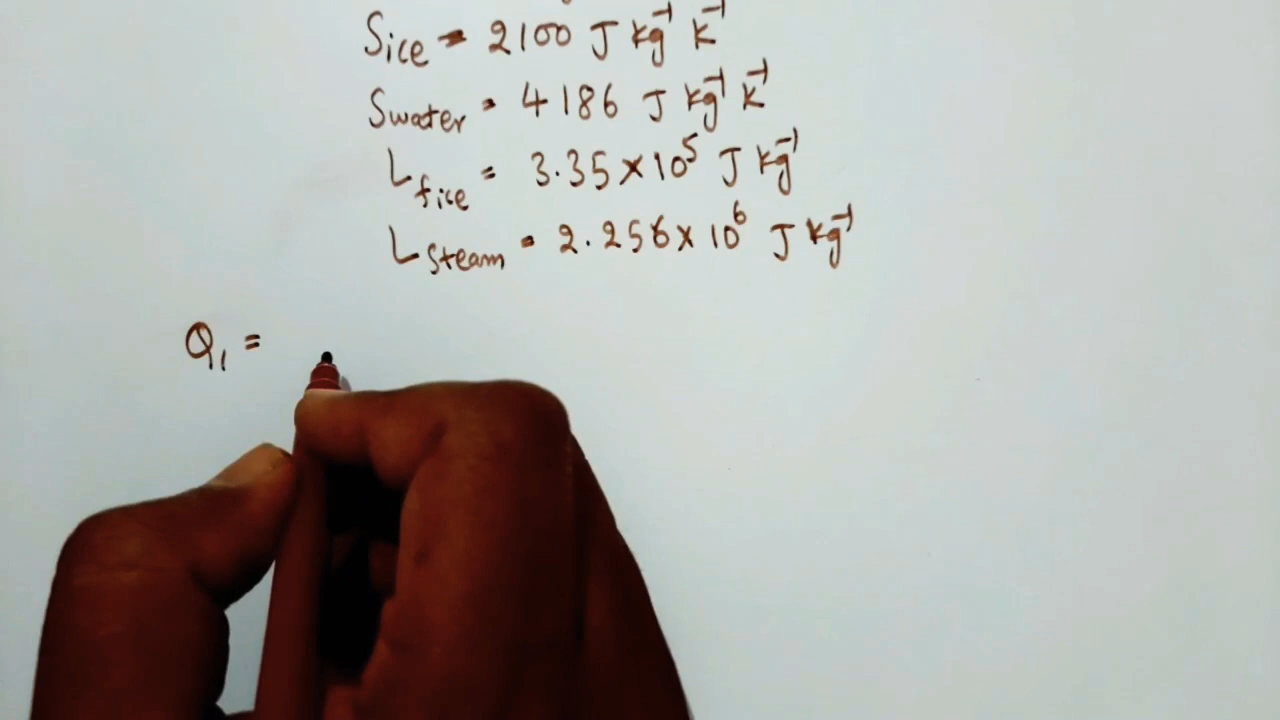 Sice = 2100 J kg⁻¹ K⁻¹
Swater = 4186 J kg⁻¹ K⁻¹
Lfice = 3.35×10⁵ J kg⁻¹
LSteam = 2.256×10⁶ J kg⁻¹
Q₁ =